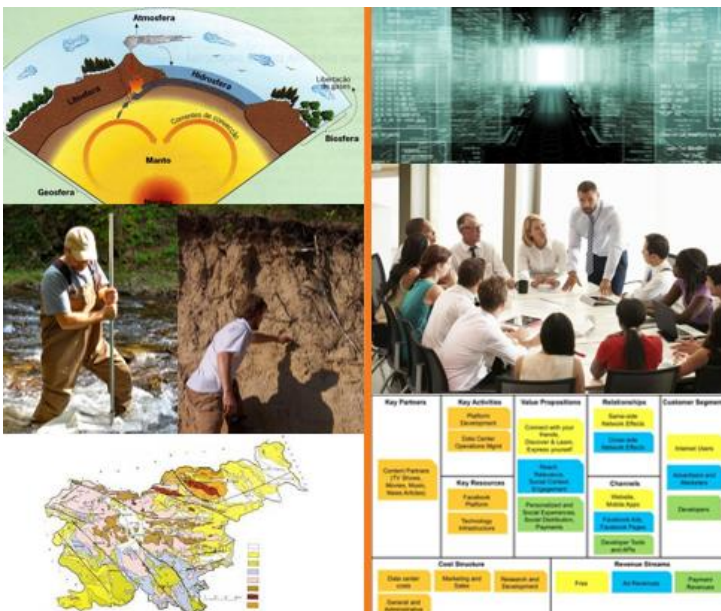 Atmosfera
Hidrosfera
Litosfera
Libertação
de gases
Correntes de convecção
Biosfera
Manto
Geosfera
Key Partners
Content Partners
(TV Shows,
Movies, Music,
News Articles)
Key Activities
Platform
Development
Data Center
Operations Mgmt
Key Resources
Facebook
Platform
Technology
Infrastructure
Value Propositions
Connect with your
friends,
Discover & Learn,
Express yourself
Reach,
Relevance,
Social Context,
Engagement
Personalized and
Social Experiences,
Social Distribution,
Payments
Relationships
Same-side
Network Effects
Cross-side
Network Effects
Channels
Website,
Mobile Apps
Facebook Ads,
Facebook Pages
Developer Tools
and APIs
Customer Segment
Internet Users
Advertisers and
Marketers
Developers
Cost Structure
Data center
costs
Marketing and
Sales
Research and
Development
General and
Administrative
Revenue Streams
Free
Ad Revenues
Payment
Revenues